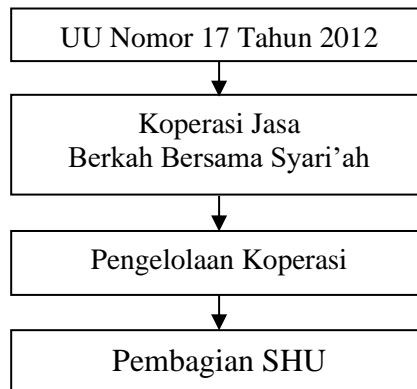 UU Nomor 17 Tahun 2012
Koperasi Jasa
Berkah Bersama Syari’ah
Pengelolaan Koperasi
Pembagian SHU